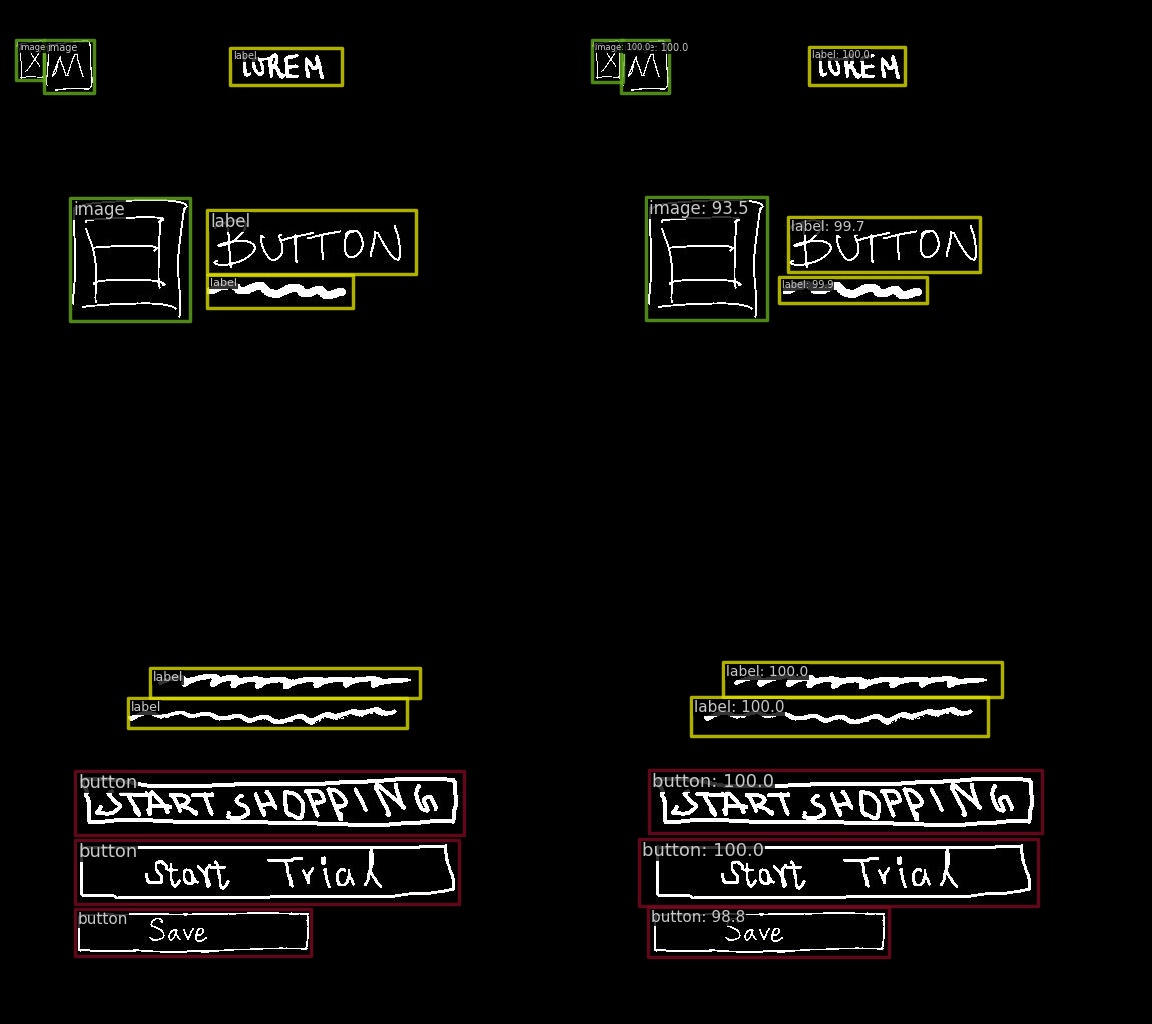 image image image: 100.0 : 100.0
label label: 100.0
LOREM LOREM
image image: 93.5
label label: 99.7
BUTTON BUTTON
label label: 99.9
label label: 100.0
label label: 100.0
button button: 100.0
START SHOPPING START SHOPPING
button button: 100.0
Start Trial Start Trial
button button: 98.8
Save Save